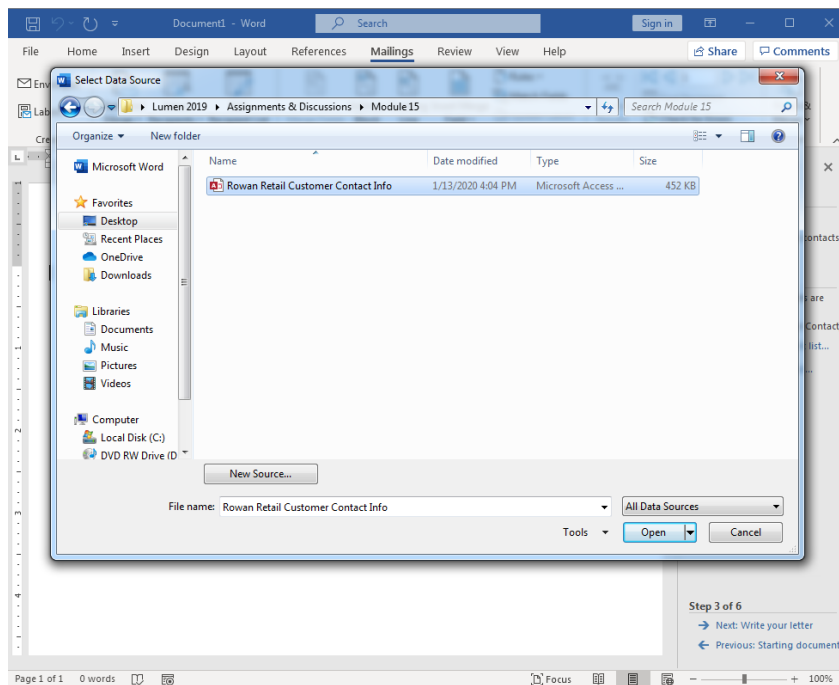 Document1 - Word
Search
Sign in
File Home Insert Design Layout References Mailings Review View Help
Share Comments
Select Data Source
Env
Lumen 2019 Assignments & Discussions Module 15
Search Module 15
Lab
Organize New folder
Cre
Microsoft Word
Name Date modified Type Size
Rowan Retail Customer Contact Info 1/13/2020 4:04 PM Microsoft Access ... 452 KB
Favorites
Desktop
Recent Places
OneDrive
Downloads
contacts
Libraries
s are
Documents
Contact
Music
list...
Pictures
Videos
Computer
Local Disk (C:)
DVD RW Drive (D
New Source...
File name: Rowan Retail Customer Contact Info
All Data Sources
Tools Open Cancel
Step 3 of 6
Next: Write your letter
Previous: Starting document
Page 1 of 1 0 words
Focus
100%